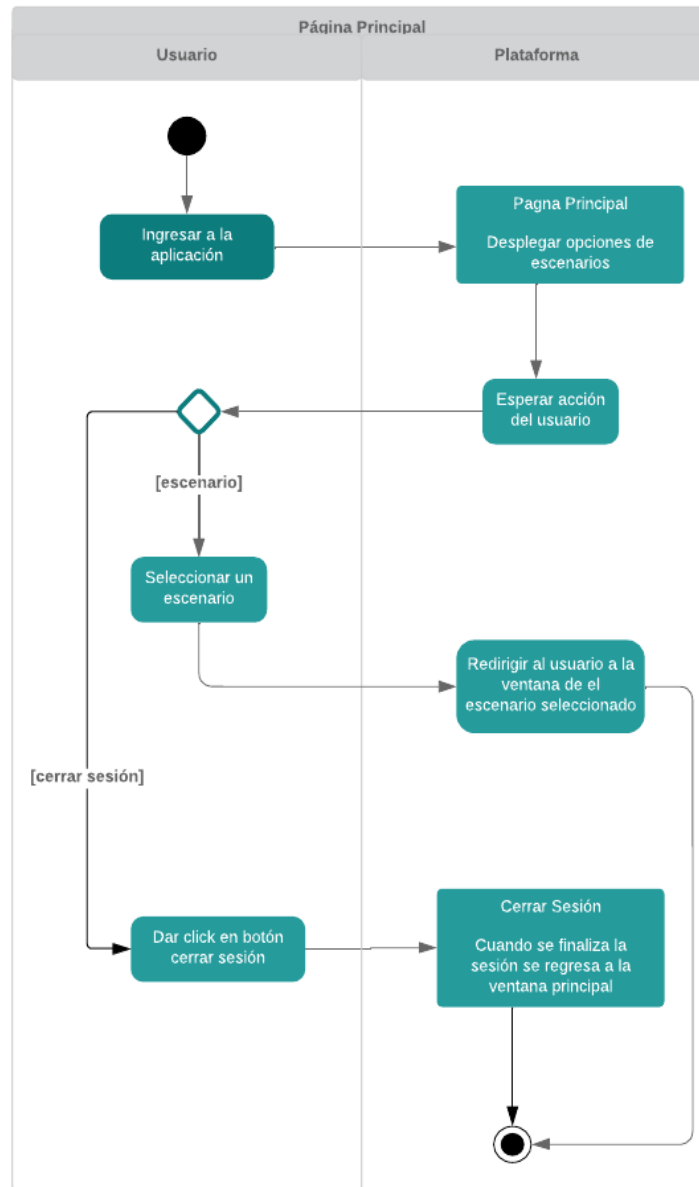 Página Principal
Usuario
Plataforma
Ingresar a la
aplicación
Pagna Principal
Desplegar opciones de
escenarios
Esperar acción
del usuario
[escenario]
Seleccionar un
escenario
Redirigir al usuario a la
ventana de el
escenario seleccionado
[cerrar sesión]
Dar click en botón
cerrar sesión
Cerrar Sesión
Cuando se finaliza la
sesión se regresa a la
ventana principal